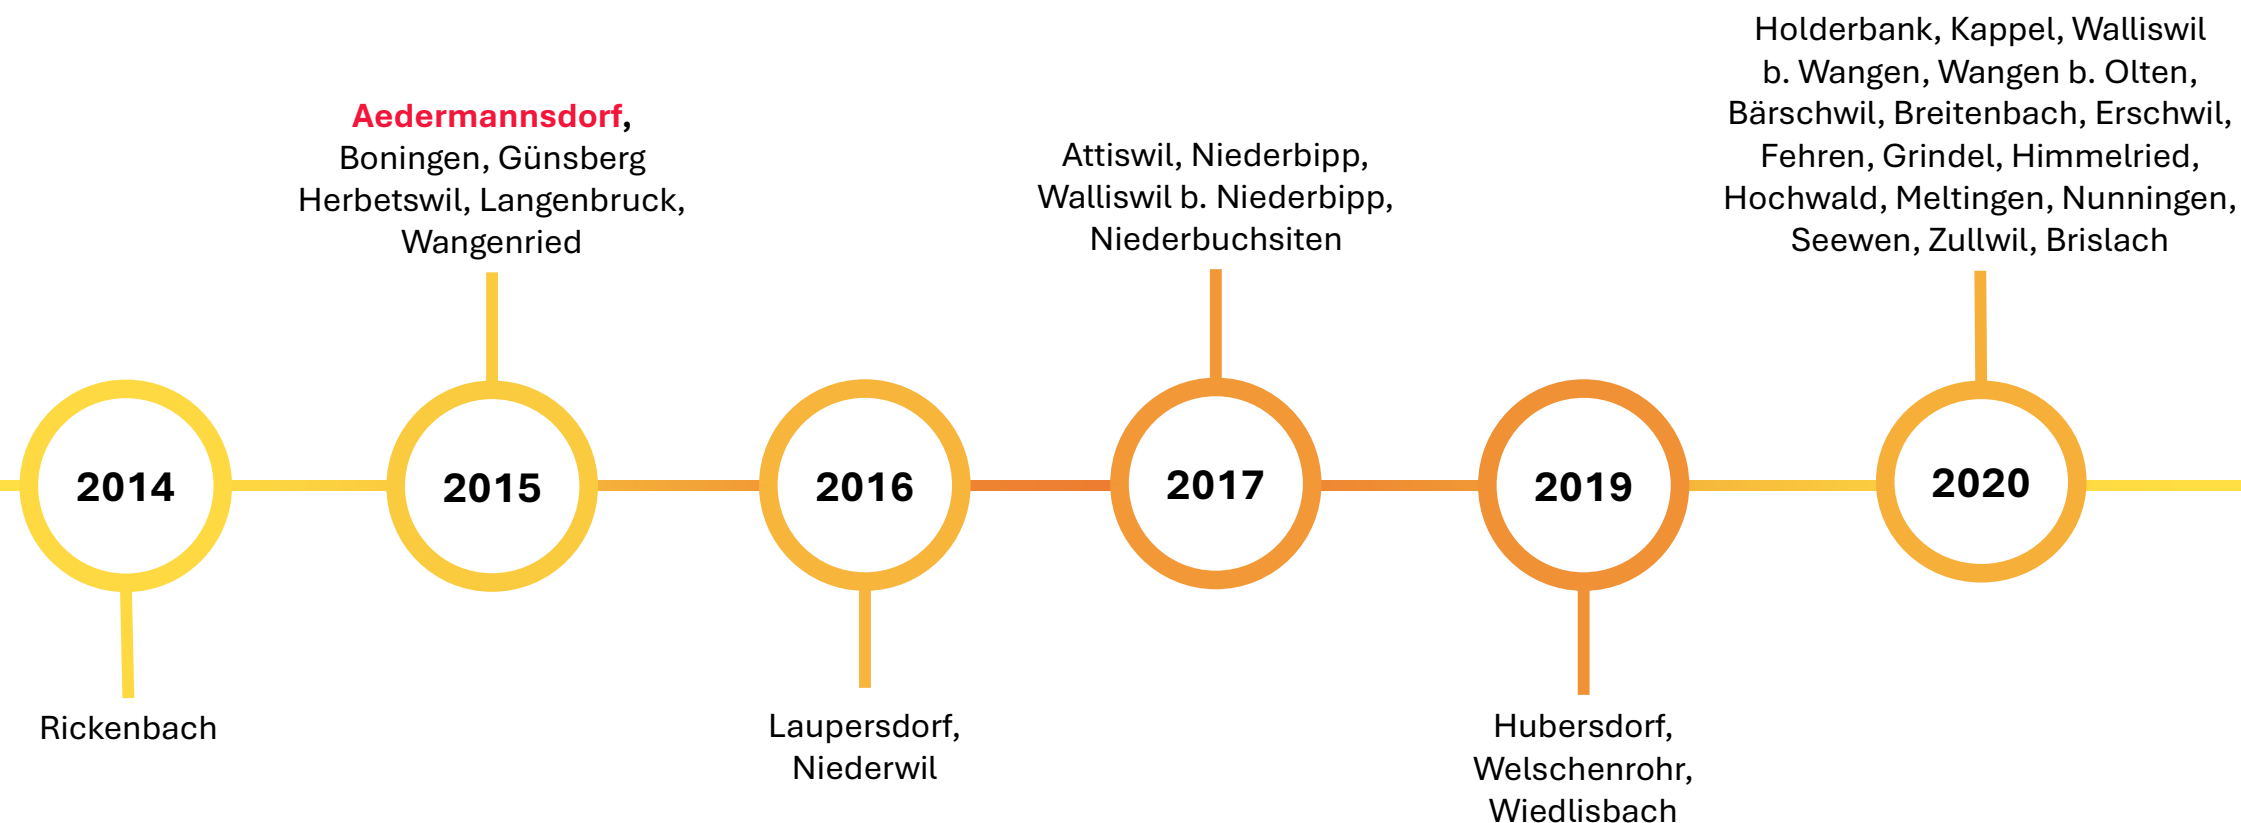 Holderbank, Kappel, Walliswil
b. Wangen, Wangen b. Olten,
Bärschwil, Breitenbach, Erschwil,
Fehren, Grindel, Himmelried,
Hochwald, Meltingen, Nunningen,
Seewen, Zullwil, Brislach
Aedermannsdorf,
Boningen, Günsberg
Herbetswil, Langenbruck,
Wangenried
Attiswil, Niederbipp,
Walliswil b. Niederbipp,
Niederbuchsiten
2014
2015
2016
2017
2019
2020
Rickenbach
Laupersdorf,
Niederwil
Hubersdorf,
Welschenrohr,
Wiedlisbach